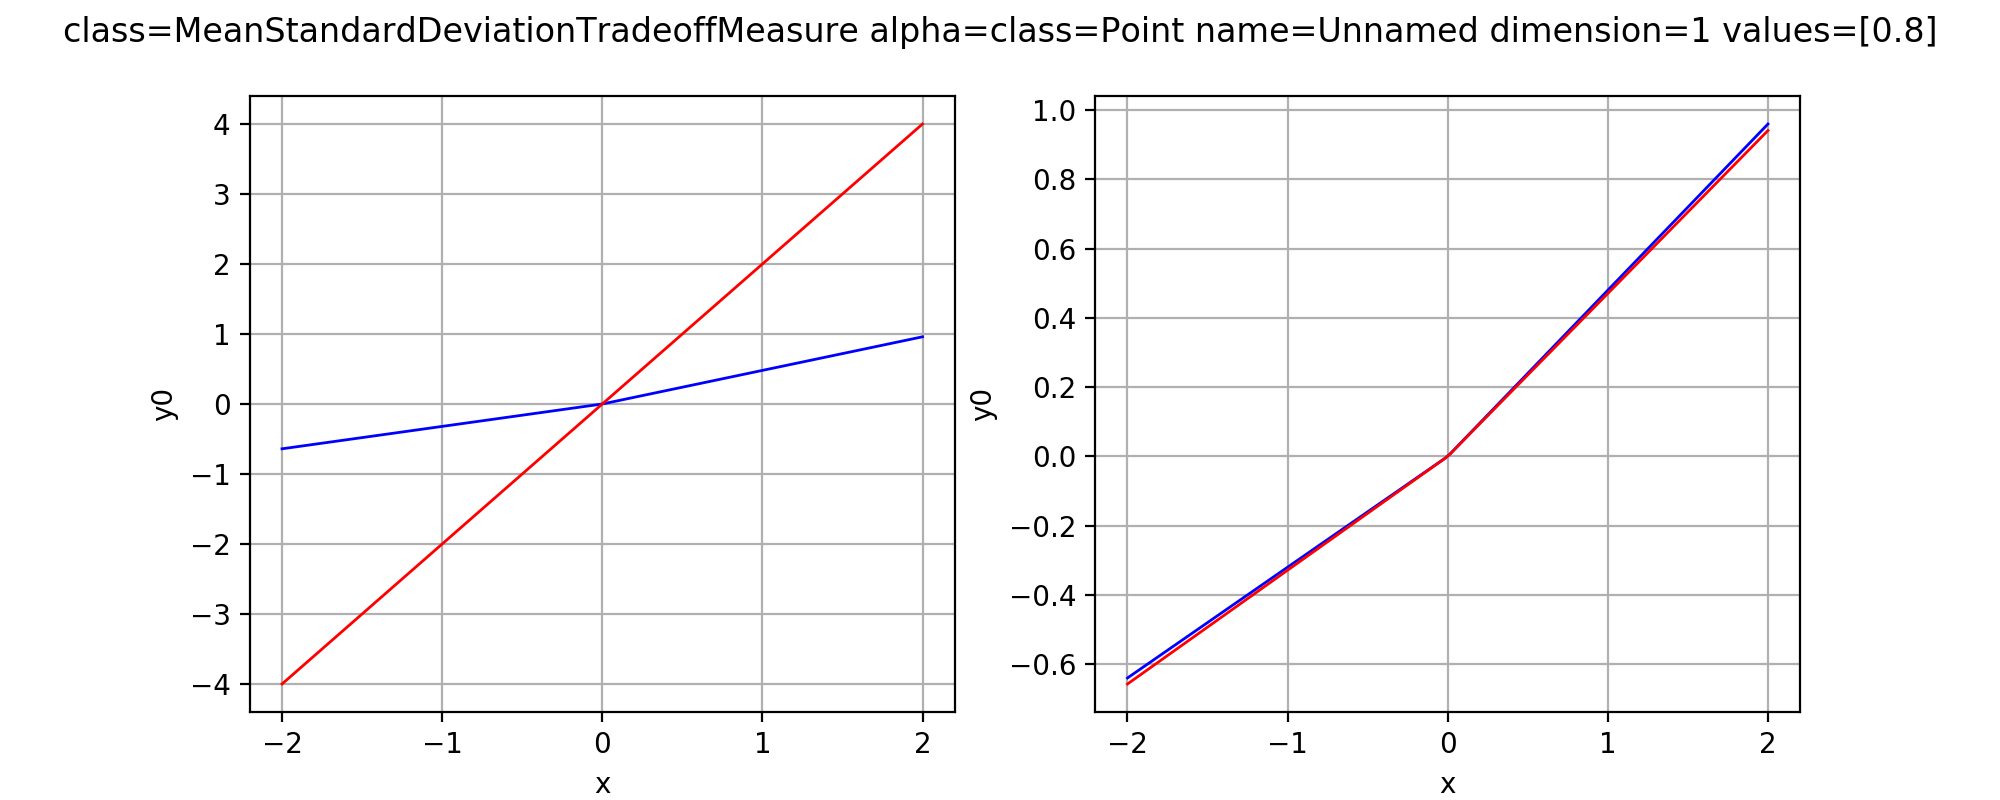 class=MeanStandardDeviationTradeoffMeasure alpha=class=Point name=Unnamed dimension=1 values=[0.8]
4
3
2
1
0
−1
−2
−3
−4
y0
−2 −1 0 1 2
x
1.0
0.8
0.6
0.4
0.2
0.0
−0.2
−0.4
−0.6
y0
−2 −1 0 1 2
x